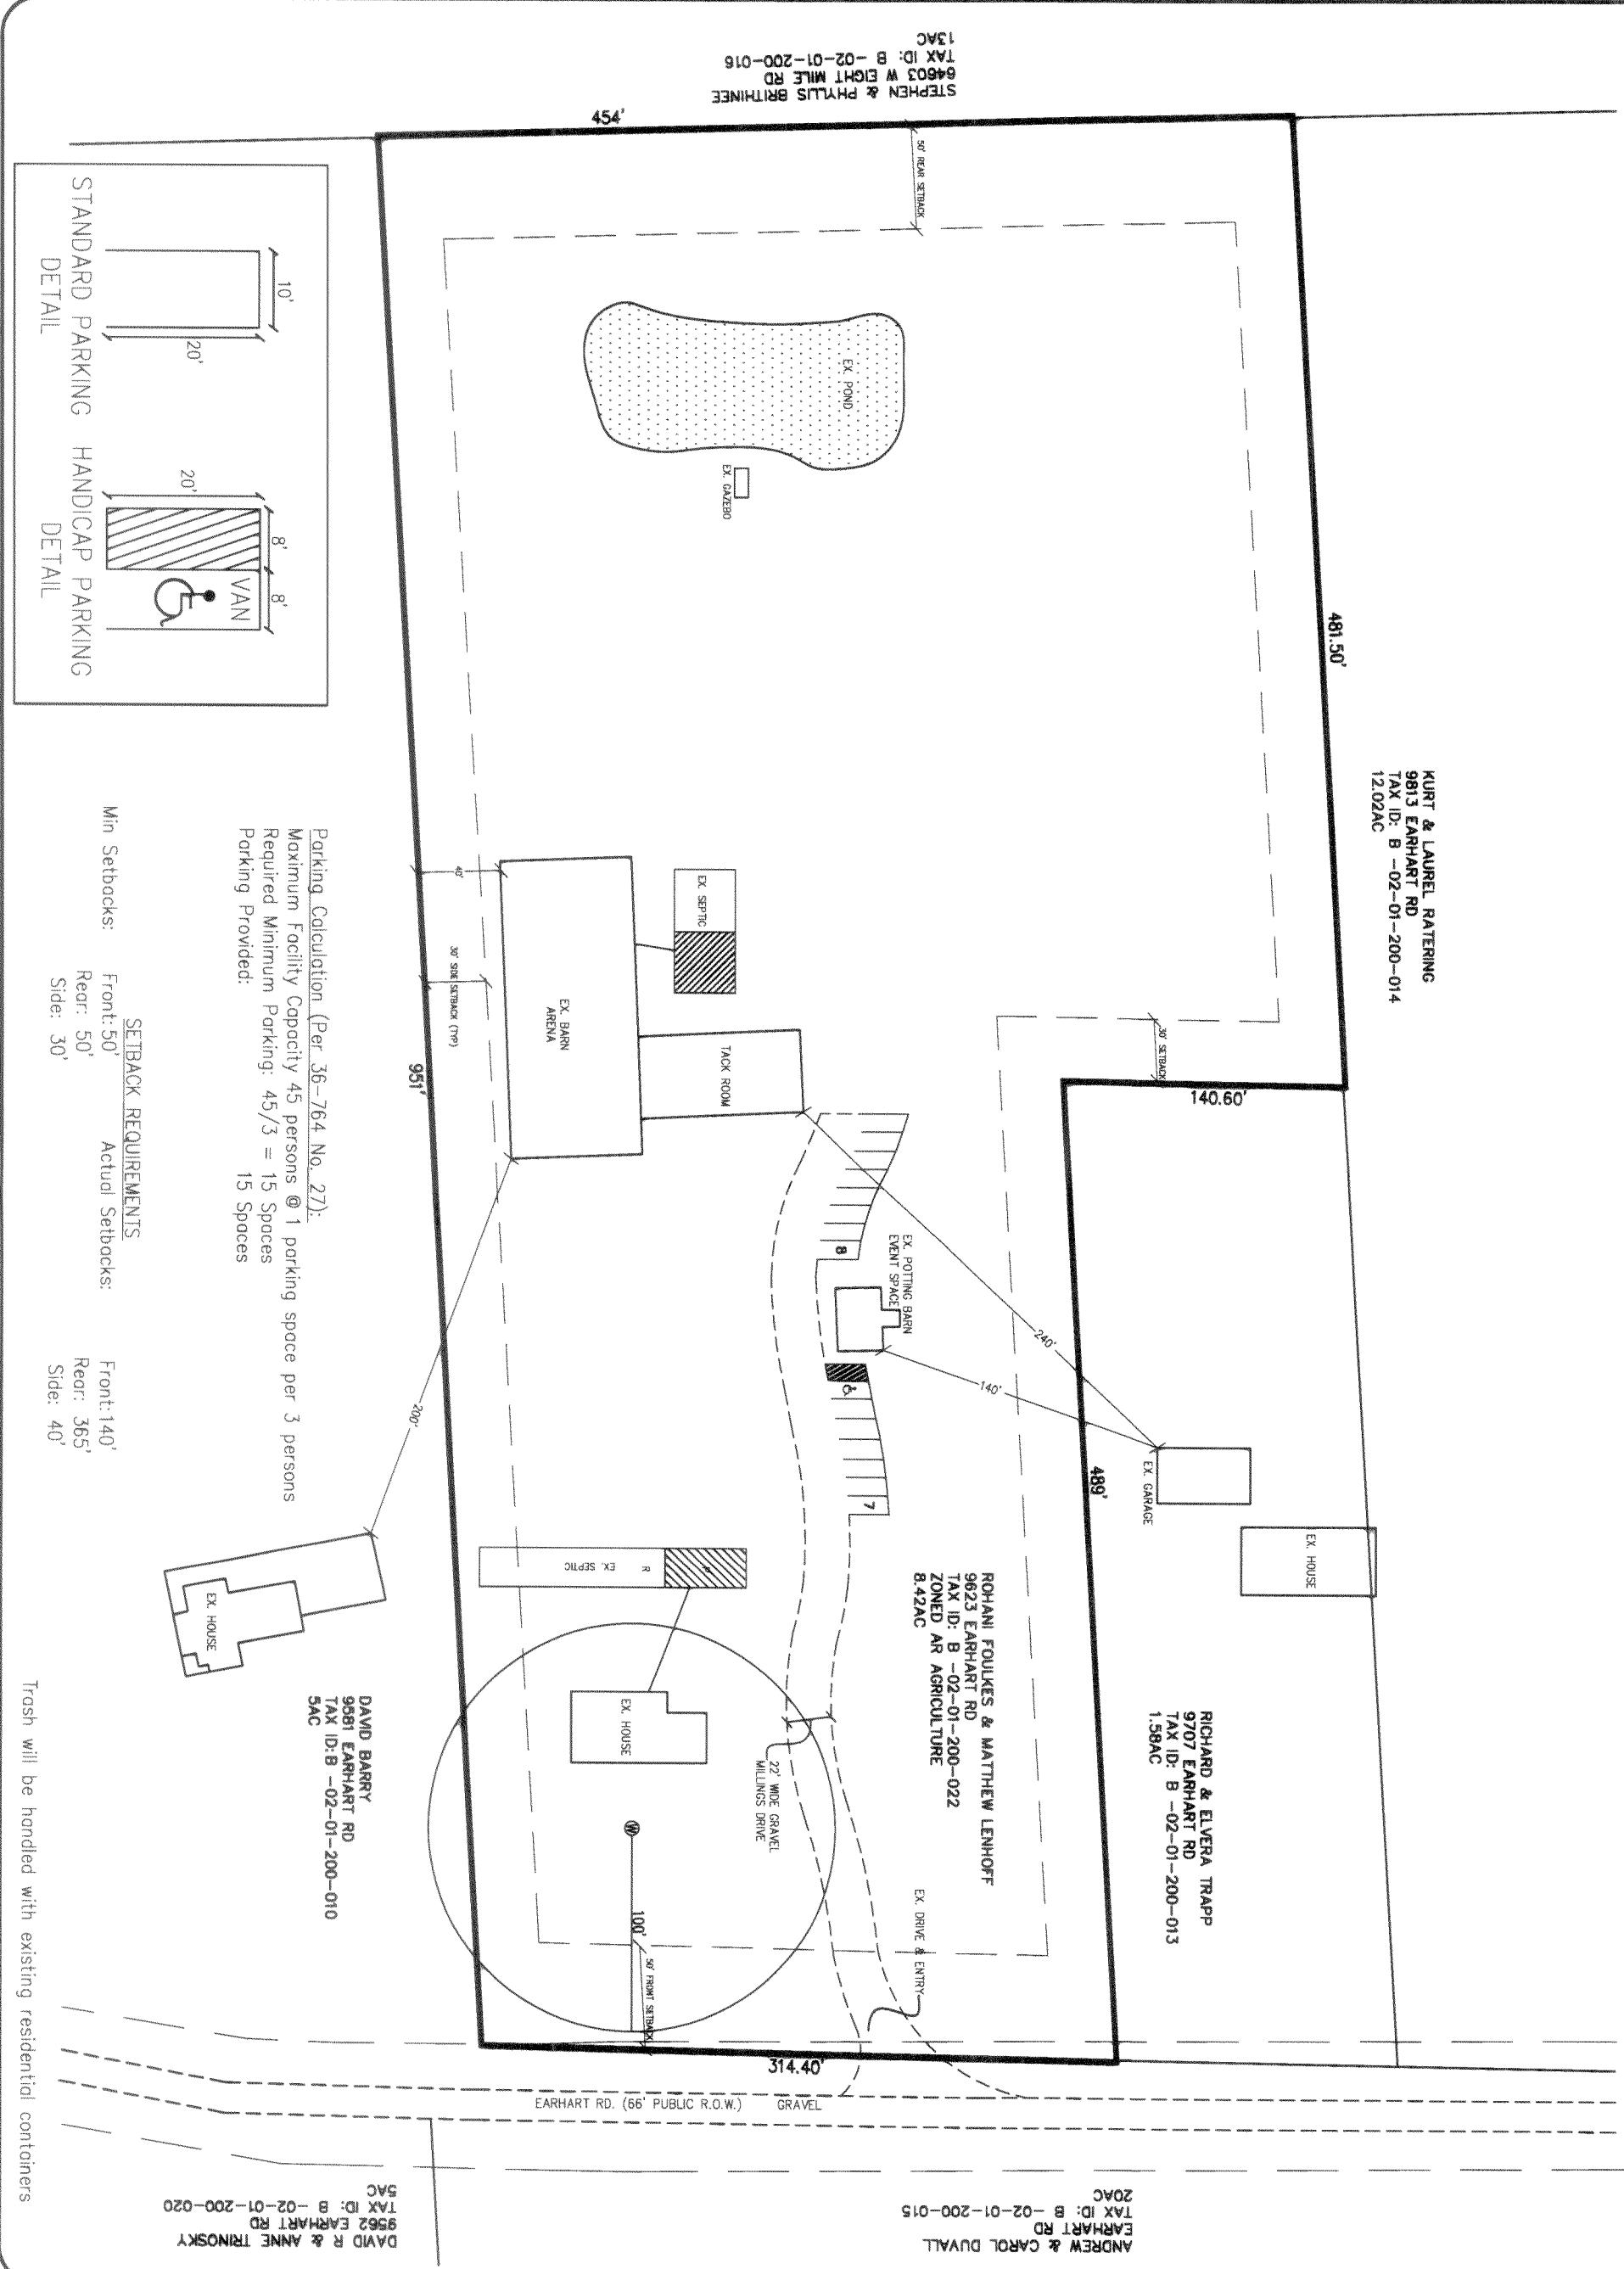 STEPHEN & PHYLLIS BRITHINEE
64603 W EIGHT MILE RD
TAX ID: B -02-01-200-016
13AC
454'
50' REAR SETBACK
481.50'
KURT & LAUREL RATERING
9813 EARHART RD
TAX ID: B -02-01-200-014
12.02AC
EX. POND
EX. GAZEBO
10'
20'
STANDARD PARKING
DETAIL
20'
8'
8'
VAN
HANDICAP PARKING
DETAIL
30' SETBACK
140.60'
EX. SEPTIC
40'
30' SIDE SETBACK (TYP)
951'
EX. BARN
ARENA
TACK ROOM
8
EX. POTTING BARN
EVENT SPACE
240'
140'
7
489'
EX. GARAGE
EX. HOUSE
200'
Parking Calculation (Per 36-764 No. 27):
Maximum Facility Capacity 45 persons @ 1 parking space per 3 persons
Required Minimum Parking: 45/3 = 15 Spaces
Parking Provided: 15 Spaces
SETBACK REQUIREMENTS
Min Setbacks: Front: 50' Actual Setbacks: Front: 140'
Rear: 50' Rear: 365'
Side: 30' Side: 40'
EX. SEPTIC
R
R
EX. HOUSE
EX. HOUSE
ROHANI FOULKES & MATTHEW LENHOFF
9623 EARHART RD
TAX ID: B -02-01-200-022
ZONED AR AGRICULTURE
8.42AC
RICHARD & ELVERA TRAPP
9707 EARHART RD
TAX ID: B -02-01-200-013
1.58AC
DAVID BARRY
9581 EARHART RD
TAX ID: B -02-01-200-010
5AC
22' WIDE GRAVEL
MILLINGS DRIVE
W
100'
50' FRONT SETBACK
EX. DRIVE & ENTRY
314.40'
EARHART RD. (66' PUBLIC R.O.W.) GRAVEL
Trash will be handled with existing residential containers
DAVID R & ANNE TRINOSKY
9562 EARHART RD
TAX ID: B -02-01-200-020
5AC
ANDREW & CAROL DUVALL
EARHART RD
TAX ID: B -02-01-200-015
20AC